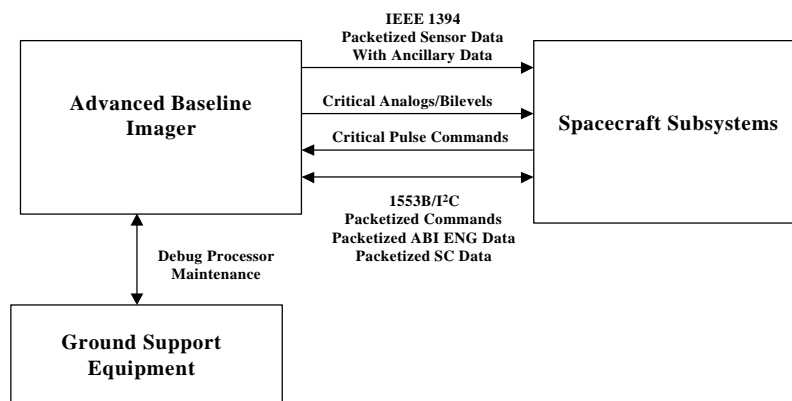 IEEE 1394
Packetized Sensor Data
With Ancillary Data
Advanced Baseline
Imager
Critical Analogs/Bilevels
Spacecraft Subsystems
Critical Pulse Commands
1553B/I²C
Packetized Commands
Packetized ABI ENG Data
Packetized SC Data
Debug Processor
Maintenance
Ground Support
Equipment